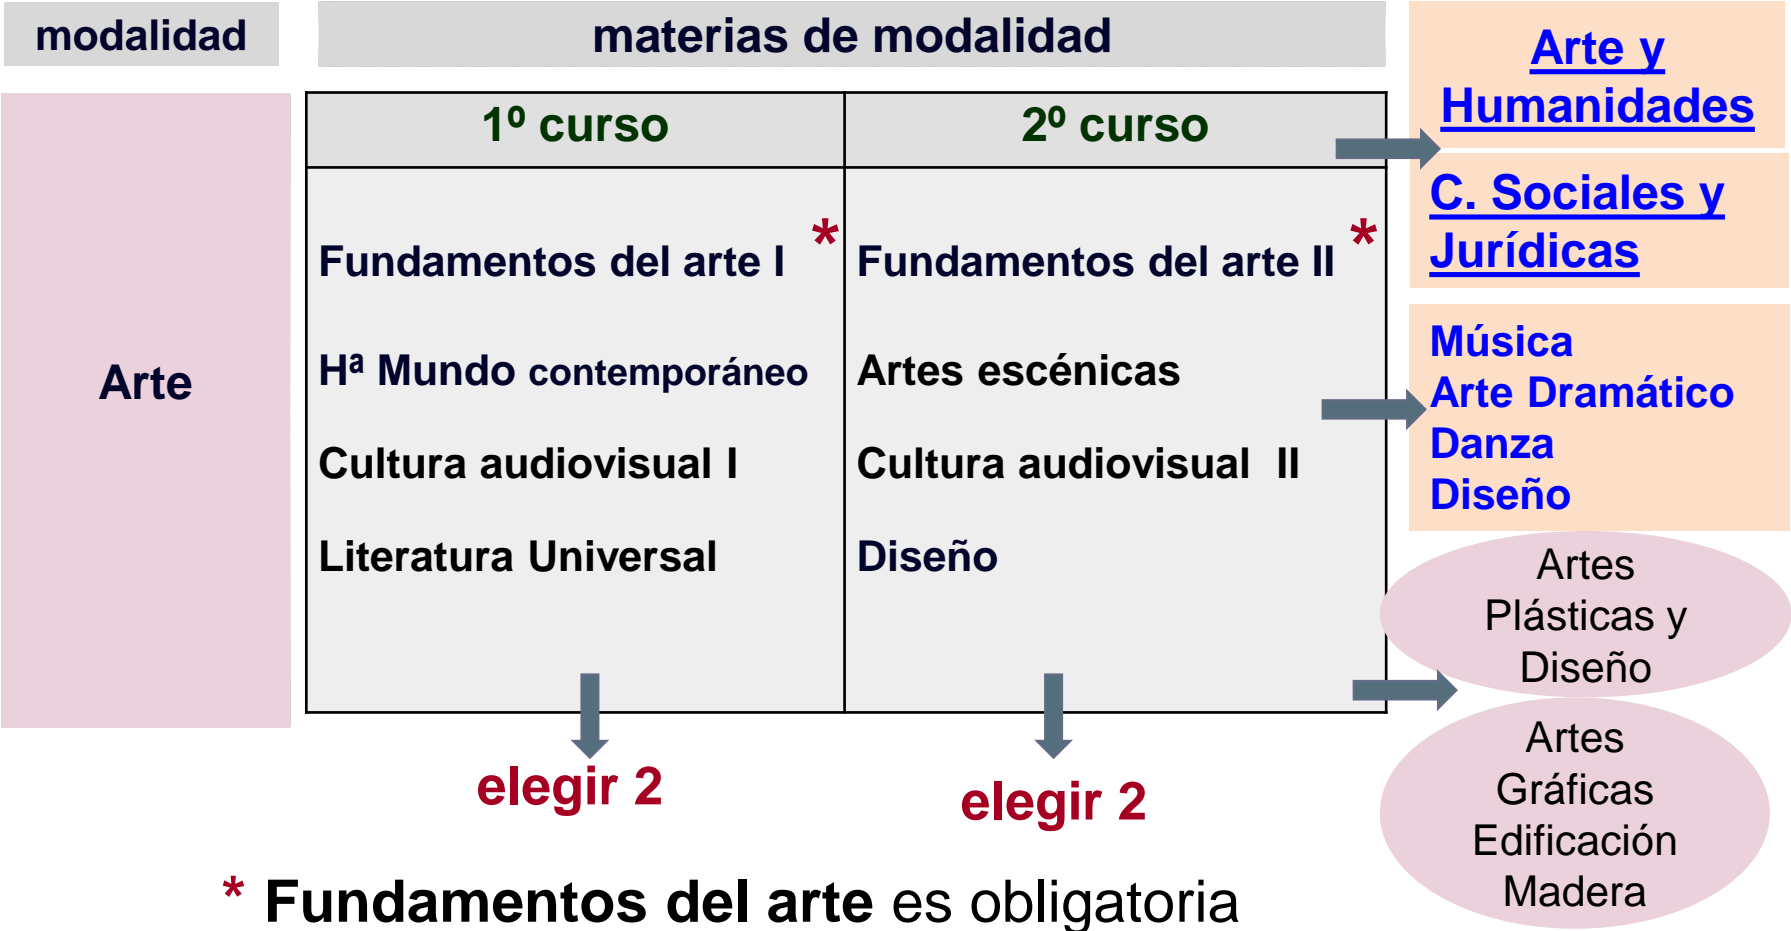 modalidad
materias de modalidad
Arte
1º curso
Fundamentos del arte I *
Hª Mundo contemporáneo
Cultura audiovisual I
Literatura Universal
elegir 2
2º curso
Fundamentos del arte II *
Artes escénicas
Cultura audiovisual II
Diseño
elegir 2
Arte y
Humanidades
C. Sociales y
Jurídicas
Música
Arte Dramático
Danza
Diseño
Artes
Plásticas y
Diseño
Artes
Gráficas
Edificación
Madera
* Fundamentos del arte es obligatoria